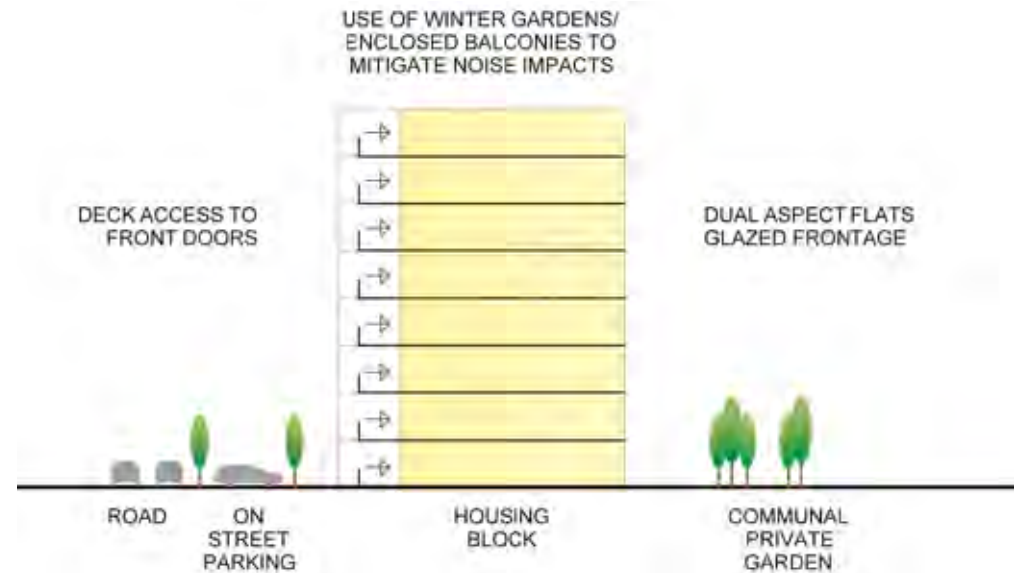 USE OF WINTER GARDENS/
ENCLOSED BALCONIES TO
MITIGATE NOISE IMPACTS
DECK ACCESS TO
FRONT DOORS
DUAL ASPECT FLATS
GLAZED FRONTAGE
ROAD
ON
STREET
PARKING
HOUSING
BLOCK
COMMUNAL
PRIVATE
GARDEN